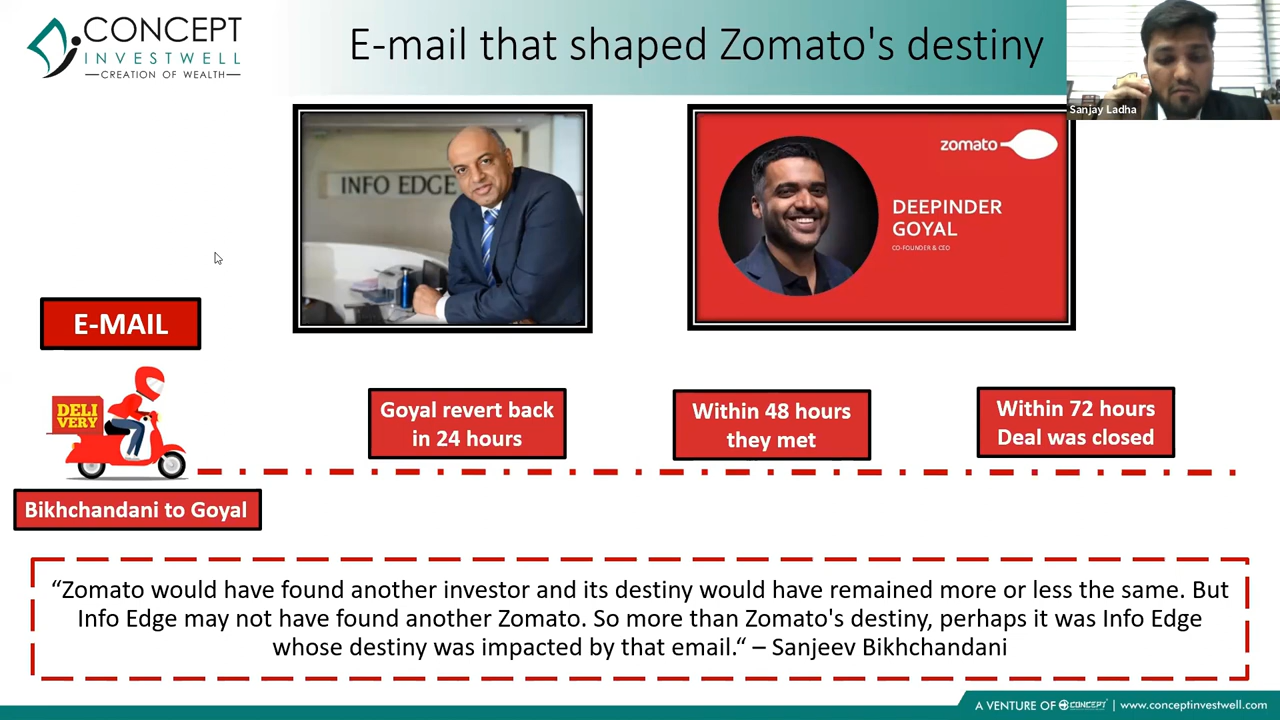 CONCEPT
INVESTWELL
CREATION OF WEALTH
E-mail that shaped Zomato's destiny
Sanjay Ladha
INFO EDGE
zomato
DEEPINDER
GOYAL
CO-FOUNDER & CEO
E-MAIL
DELI
VERY
Goyal revert back
in 24 hours
Within 48 hours
they met
Within 72 hours
Deal was closed
Bikhchandani to Goyal
“Zomato would have found another investor and its destiny would have remained more or less the same. But
Info Edge may not have found another Zomato. So more than Zomato's destiny, perhaps it was Info Edge
whose destiny was impacted by that email.“ – Sanjeev Bikhchandani
A VENTURE OF CONCEPT | www.conceptinvestwell.com